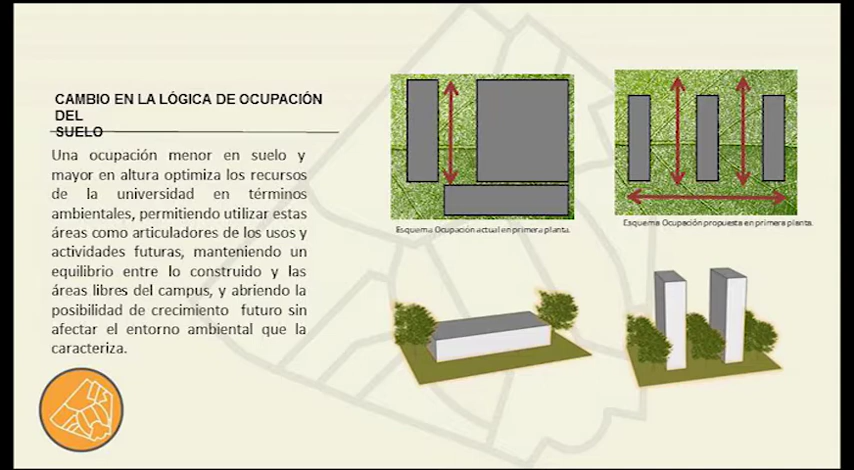 CAMBIO EN LA LÓGICA DE OCUPACIÓN
DEL
SUELO
Una ocupación menor en suelo y
mayor en altura optimiza los recursos
de la universidad en términos
ambientales, permitiendo utilizar estas
áreas como articuladores de los usos y
actividades futuras, manteniendo un
equilibrio entre lo construido y las
áreas libres del campus, y abriendo la
posibilidad de crecimiento futuro sin
afectar el entorno ambiental que la
caracteriza.
Esquema Ocupación actual en primera planta.
Esquema Ocupación propuesta en primera planta.